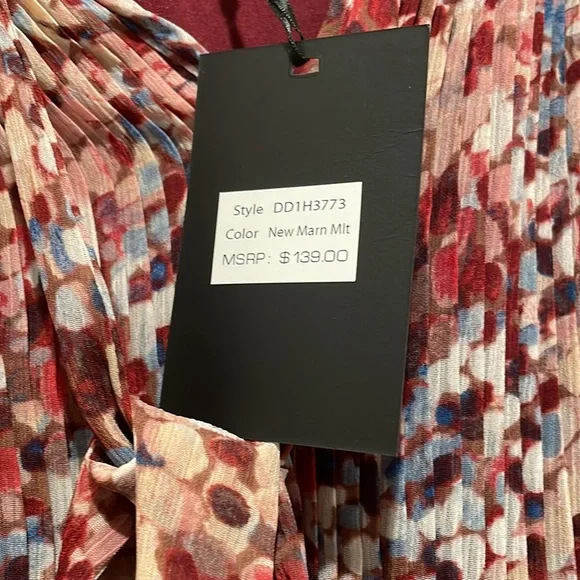 Style DD1H3773
Color New Marn Mlt
MSRP: $139.00